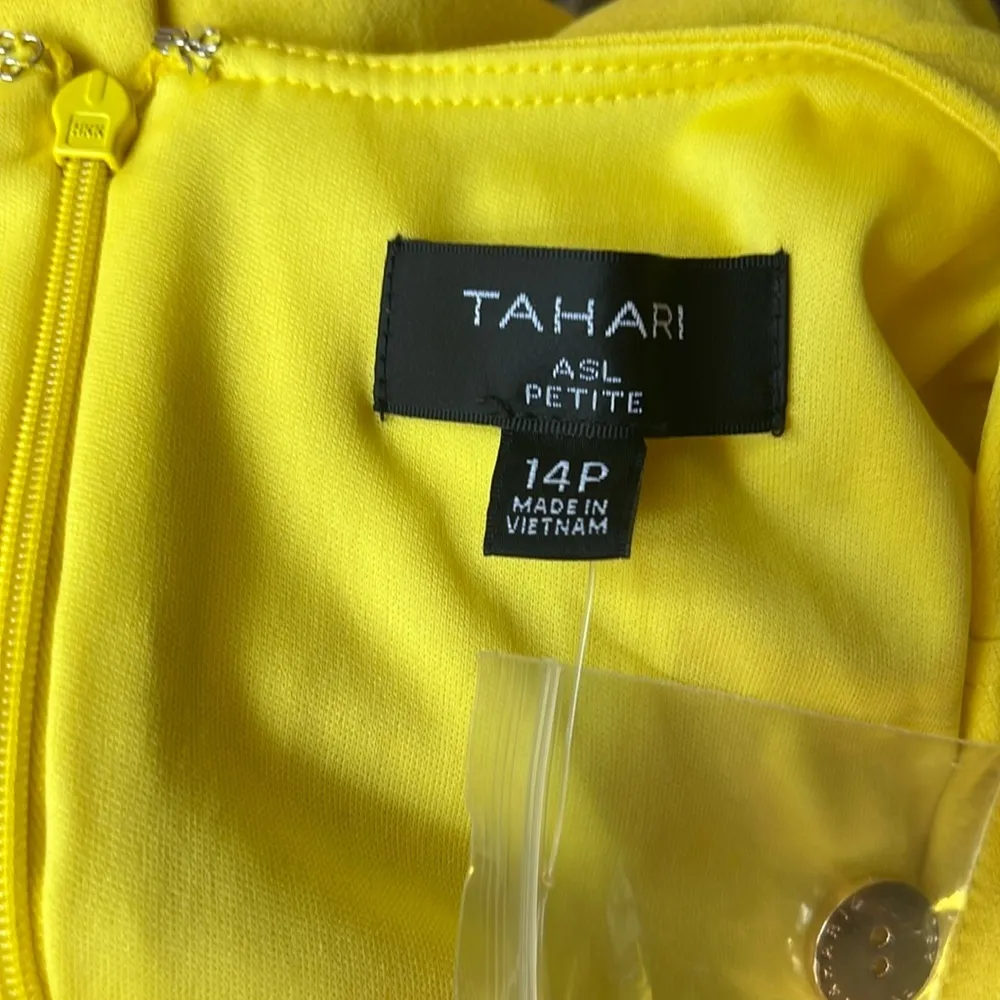 TAHARI
ASL
PETITE
14P
MADE IN
VIETNAM